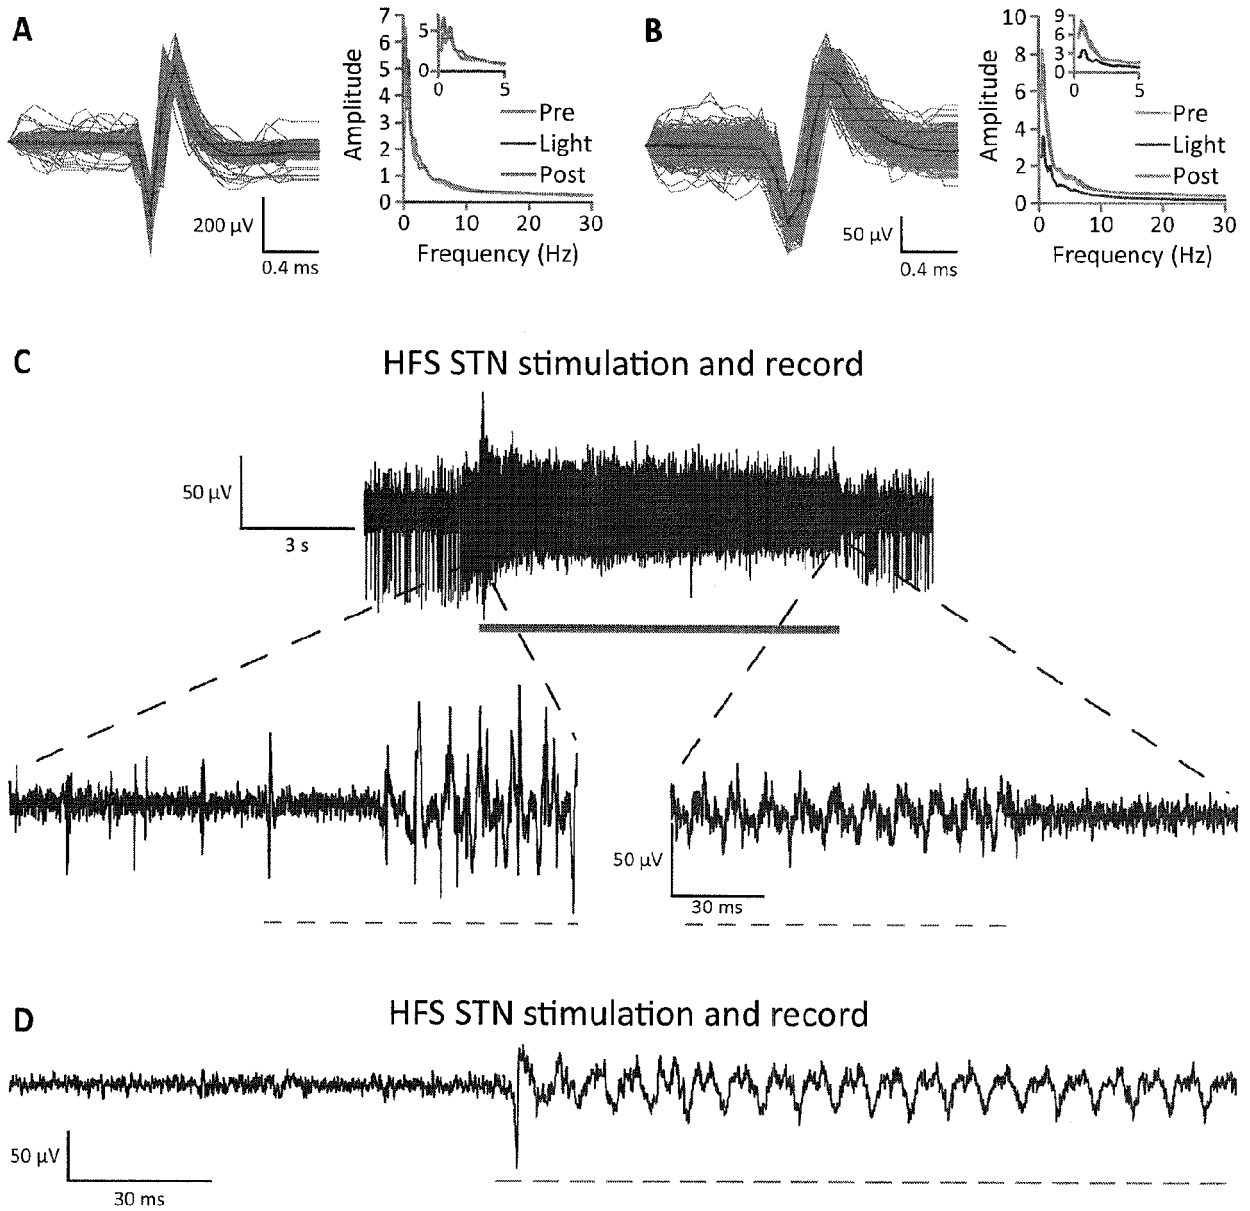 A
200 µV
0.4 ms
Amplitude
7
6
5
4
3
2
1
0
0
10
20
30
Frequency (Hz)
5
0
0
5
Pre
Light
Post
B
50 µV
0.4 ms
Amplitude
10
8
6
4
2
0
0
10
20
30
Frequency (Hz)
9
6
3
0
0
5
Pre
Light
Post
C
HFS STN stimulation and record
50 µV
3 s
50 µV
30 ms
D
HFS STN stimulation and record
50 µV
30 ms